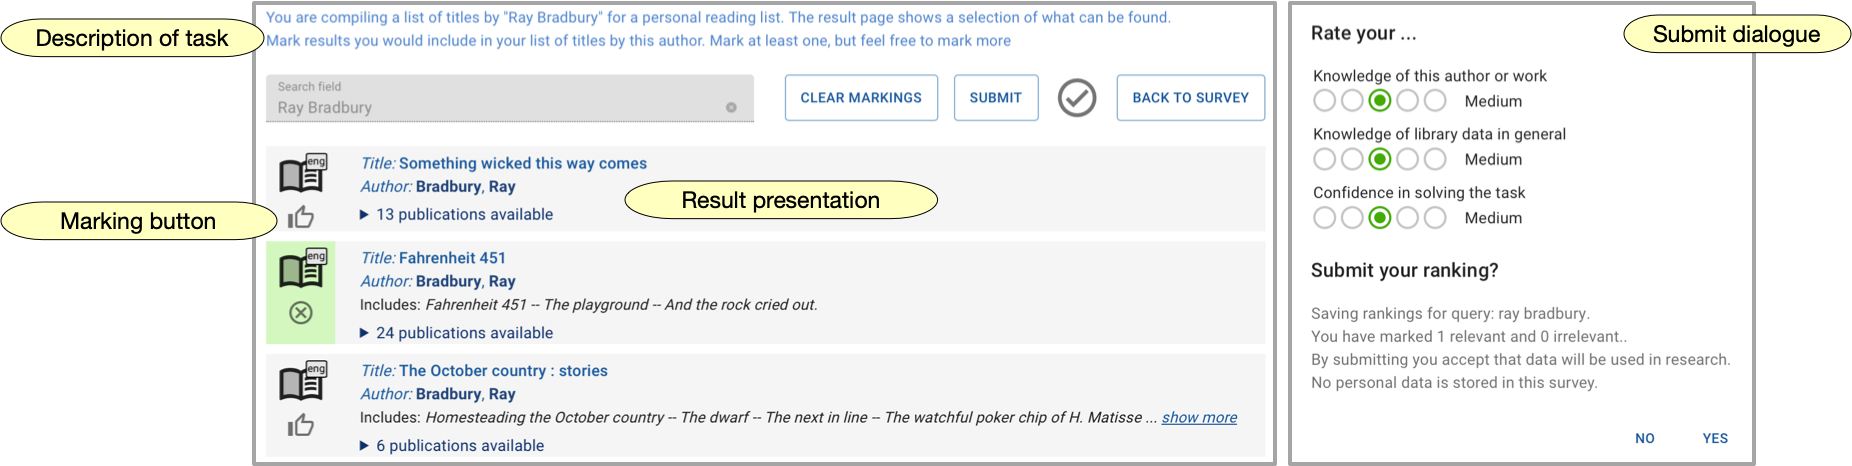 Description of task
You are compiling a list of titles by "Ray Bradbury" for a personal reading list. The result page shows a selection of what can be found.
Mark results you would include in your list of titles by this author. Mark at least one, but feel free to mark more
Search field
Ray Bradbury
CLEAR MARKINGS
SUBMIT
BACK TO SURVEY
Marking button
Result presentation
eng
Title: Something wicked this way comes
Author: Bradbury, Ray
13 publications available
eng
Title: Fahrenheit 451
Author: Bradbury, Ray
Includes: Fahrenheit 451 -- The playground -- And the rock cried out.
24 publications available
eng
Title: The October country : stories
Author: Bradbury, Ray
Includes: Homesteading the October country -- The dwarf -- The next in line -- The watchful poker chip of H. Matisse ... show more
6 publications available
Submit dialogue
Rate your ...
Knowledge of this author or work
Medium
Knowledge of library data in general
Medium
Confidence in solving the task
Medium
Submit your ranking?
Saving rankings for query: ray bradbury.
You have marked 1 relevant and 0 irrelevant..
By submitting you accept that data will be used in research.
No personal data is stored in this survey.
NO YES